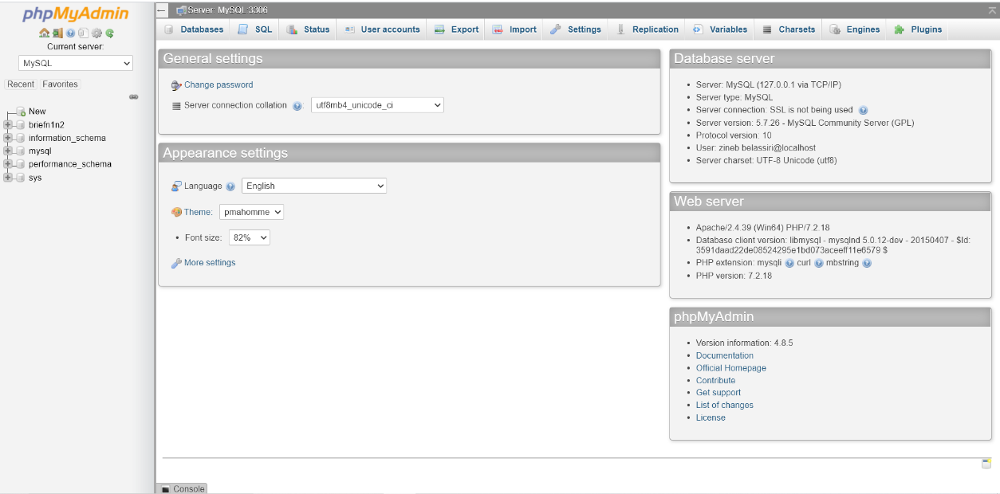 phpMyAdmin
Current server:
MySQL
Recent Favorites
New
briefn1n2
information_schema
mysql
performance_schema
sys
Server: MySQL:3306
Databases SQL Status User accounts Export Import Settings Replication Variables Charsets Engines Plugins
General settings
Change password
Server connection collation : utf8mb4_unicode_ci
Appearance settings
Language English
Theme: pmahomme
• Font size: 82%
More settings
Database server
• Server: MySQL (127.0.0.1 via TCP/IP)
• Server type: MySQL
• Server connection: SSL is not being used
• Server version: 5.7.26 - MySQL Community Server (GPL)
• Protocol version: 10
• User: zineb belassiri@localhost
• Server charset: UTF-8 Unicode (utf8)
Web server
• Apache/2.4.39 (Win64) PHP/7.2.18
• Database client version: libmysql - mysqlnd 5.0.12-dev - 20150407 - $Id:
3591daad22de08524295e1bd073aceeff11e6579 $
• PHP extension: mysqli curl mbstring
• PHP version: 7.2.18
phpMyAdmin
• Version information: 4.8.5
• Documentation
• Official Homepage
• Contribute
• Get support
• List of changes
• License
Console